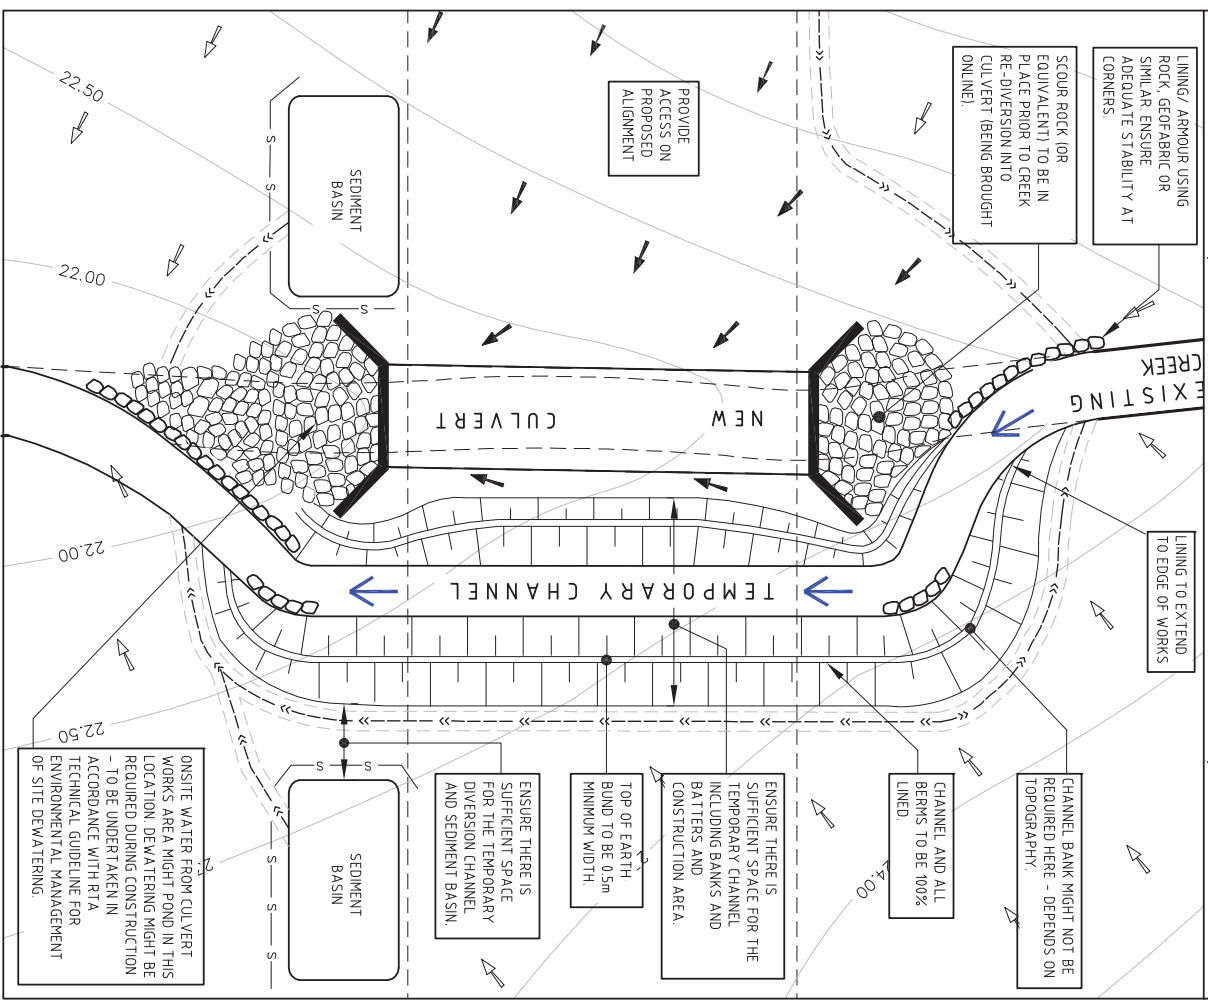 LINING/ ARMOUR USING
ROCK, GEOFABRIC OR
SIMILAR. ENSURE
ADEQUATE STABILITY AT
CORNERS.
SCOUR ROCK (OR
EQUIVALENT) TO BE IN
PLACE PRIOR TO CREEK
RE-DIVERSION INTO
CULVERT (BEING BROUGHT
ONLINE).
PROVIDE
ACCESS ON
PROPOSED
ALIGNMENT
SEDIMENT
BASIN
S
S
S
S
22.50
22.00
EXISTING
CREEK
NEW
CULVERT
TEMPORARY CHANNEL
LINING TO EXTEND
TO EDGE OF WORKS
22.00
22.50
24.00
CHANNEL BANK MIGHT NOT BE
REQUIRED HERE - DEPENDS ON
TOPOGRAPHY.
CHANNEL AND ALL
BERMS TO BE 100%
LINED.
ENSURE THERE IS
SUFFICIENT SPACE FOR THE
TEMPORARY CHANNEL
INCLUDING BANKS AND
BATTERS AND
CONSTRUCTION AREA.
TOP OF EARTH
BUND TO BE 0.5m
MINIMUM WIDTH.
ENSURE THERE IS
SUFFICIENT SPACE
FOR THE TEMPORARY
DIVERSION CHANNEL
AND SEDIMENT BASIN.
SEDIMENT
BASIN
S
S
S
S
S
ONSITE WATER FROM CULVERT
WORKS AREA MIGHT POND IN THIS
LOCATION. DEWATERING MIGHT BE
REQUIRED DURING CONSTRUCTION
- TO BE UNDERTAKEN IN
ACCORDANCE WITH RTA
TECHNICAL GUIDELINE FOR
ENVIRONMENTAL MANAGEMENT
OF SITE DEWATERING.